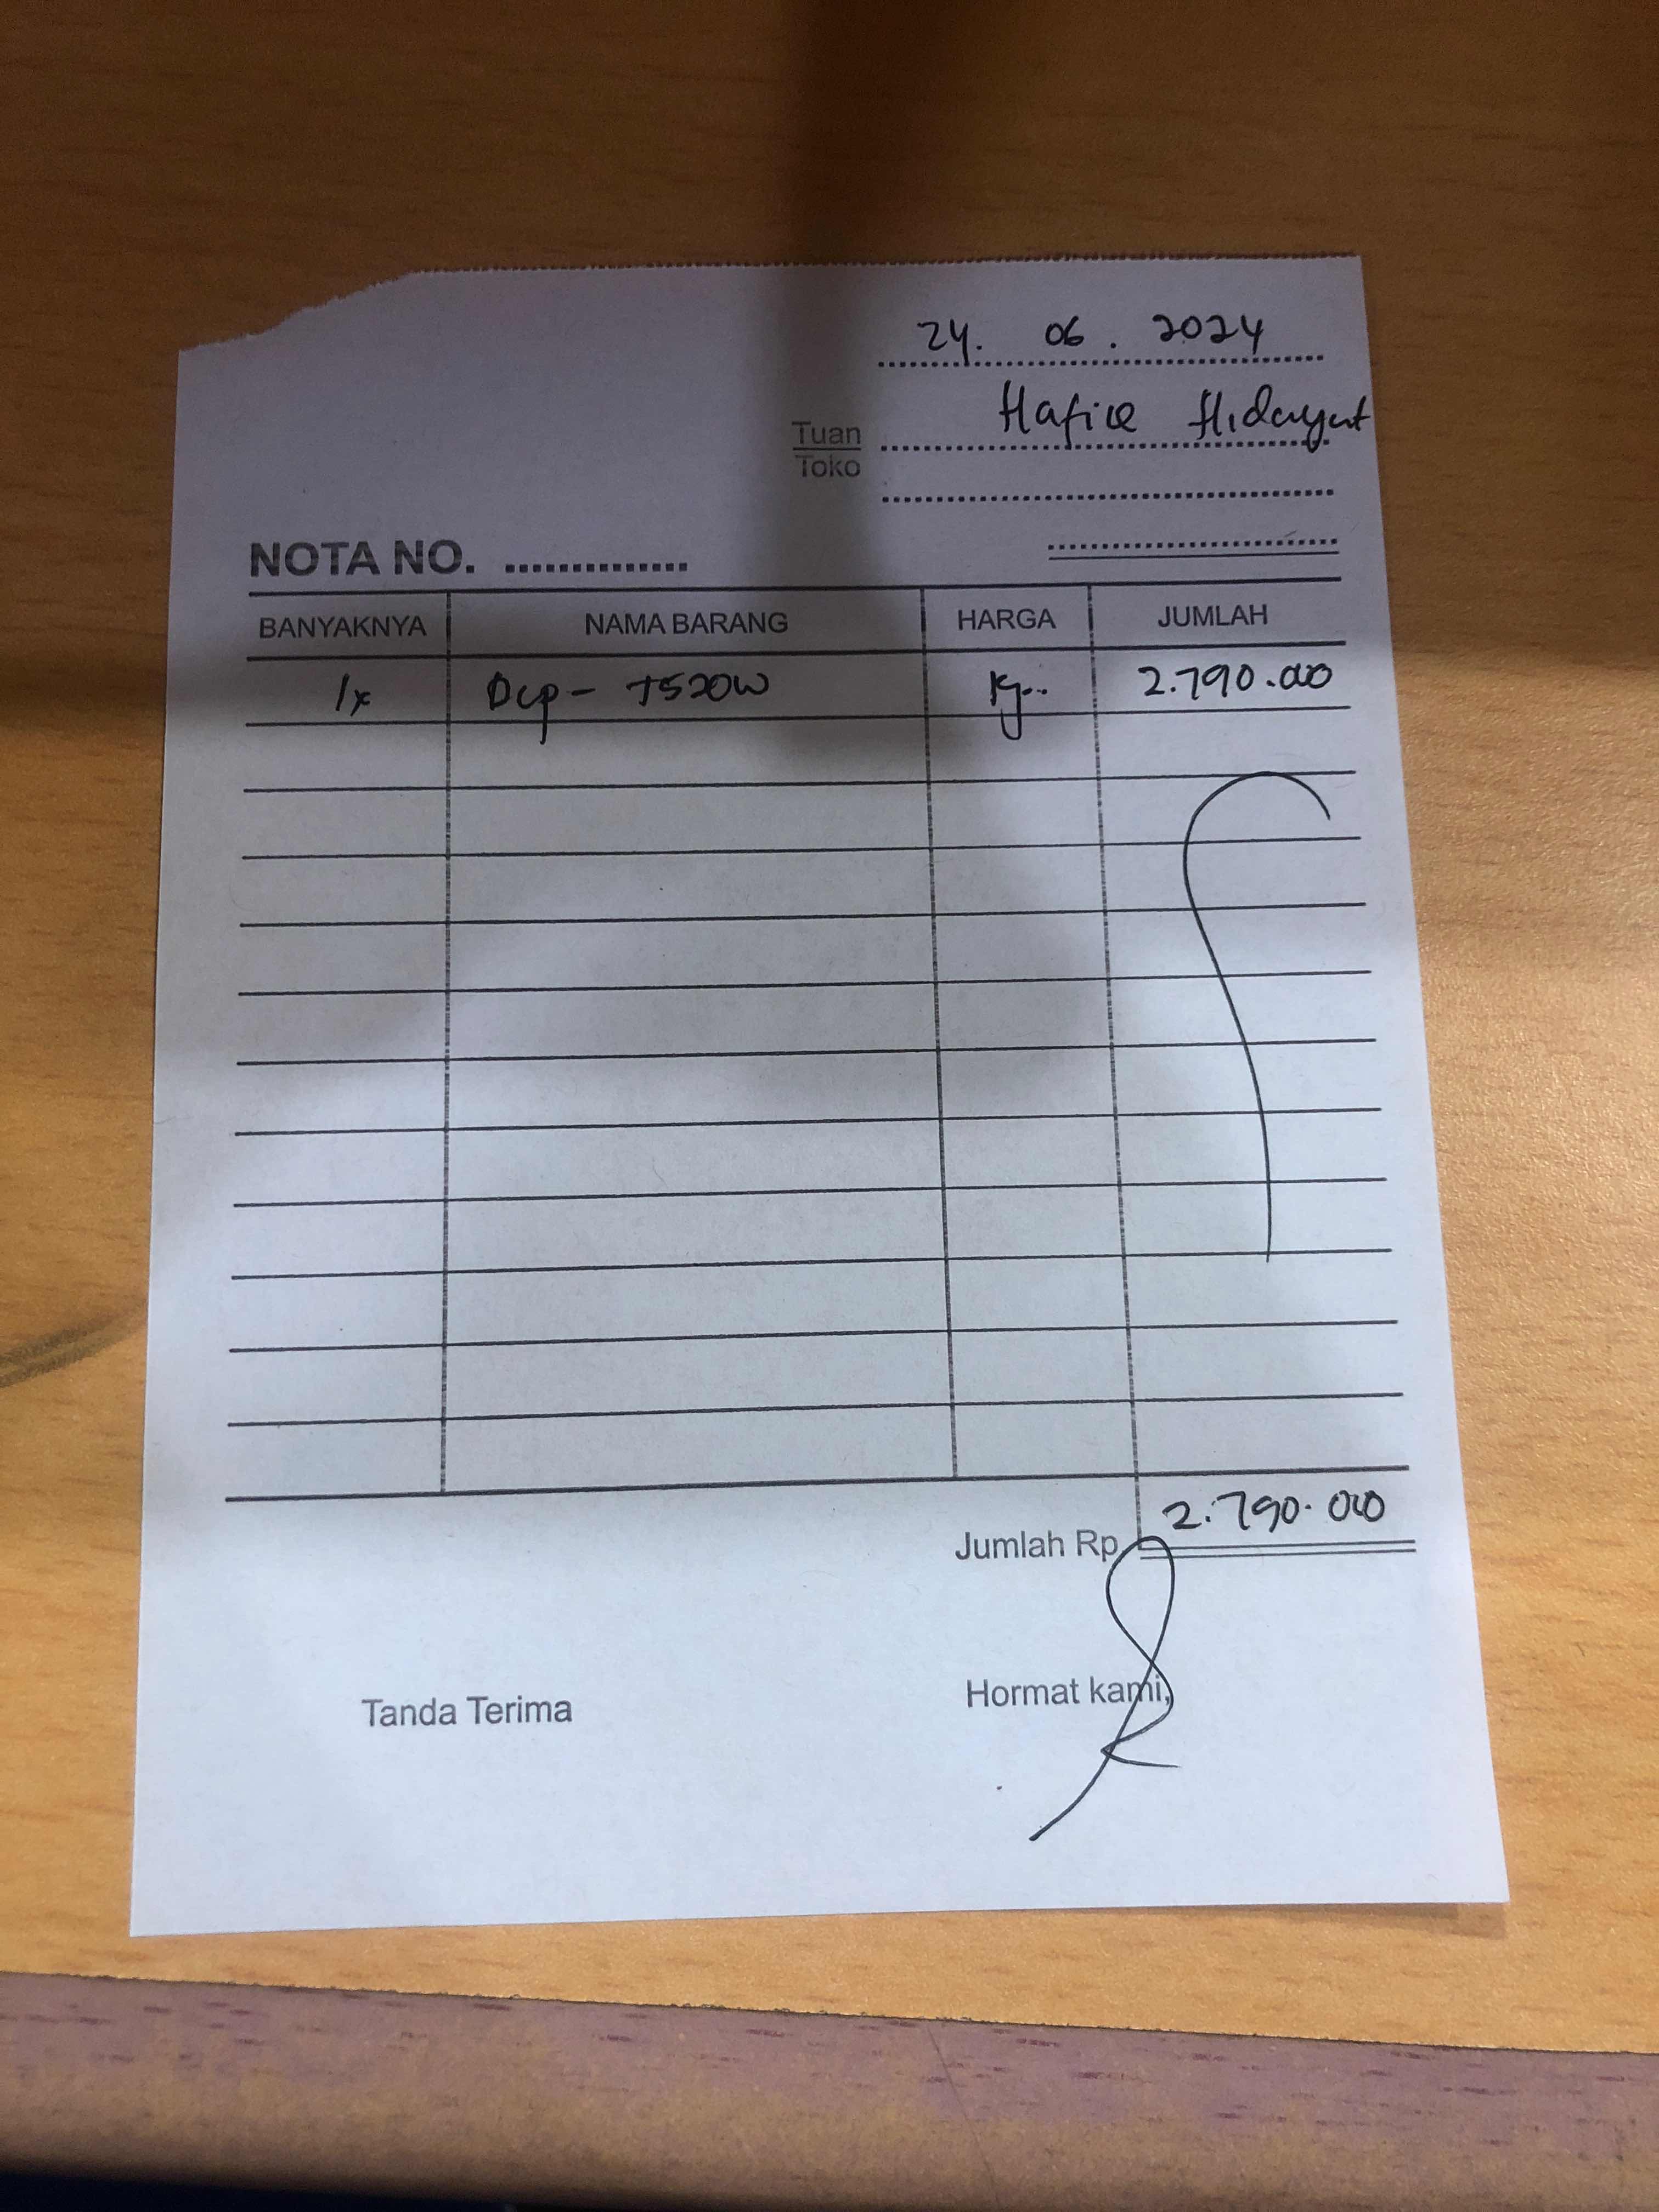 24. 06. 2024
Tuan Hafice Hidayat
Toko
NOTA NO. ..............
BANYAKNYA NAMA BARANG HARGA JUMLAH
1x Dcp- T520W 2.790.000
Jumlah Rp. 2.790.000
Tanda Terima Hormat kami,